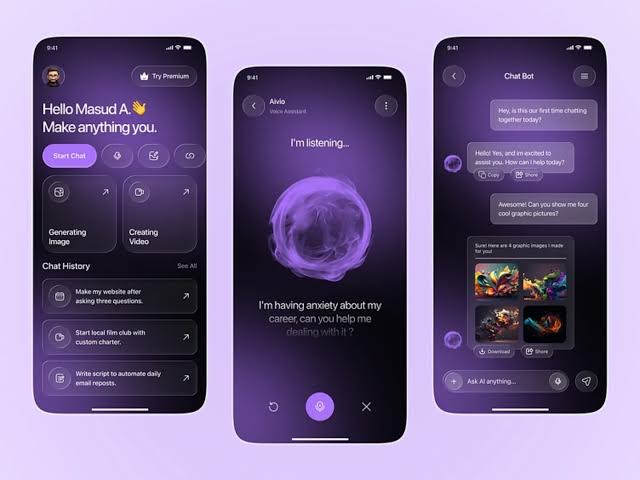 9:41
Try Premium
Hello Masud A.👋
Make anything you.
Start Chat
Generating
Image
Creating
Video
Chat History
See All
Make my website after
asking three questions.
Start local film club with
custom charter.
Write script to automate daily
email reposts.
9:41
Aivio
Voice Assistant
I'm listening...
I'm having anxiety about my
career, can you help me
dealing with it ?
9:41
Chat Bot
Hey, is this our first time chatting
together today?
Hello! Yes, and im excited to
assist you. How can I help today?
Copy
Share
Awesome! Can you show me four
cool graphic pictures?
Sure! Here are 4 graphic images I made
for you!
Download
Share
Ask AI anything...